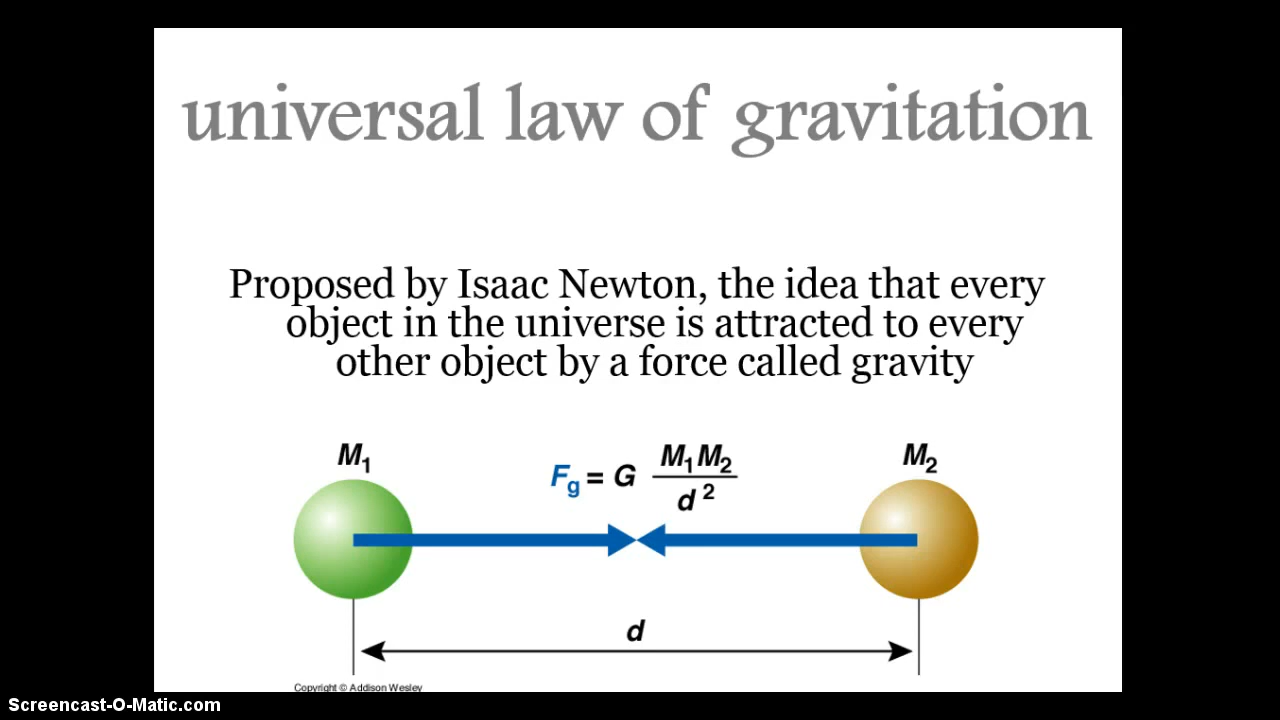 universal law of gravitation
Proposed by Isaac Newton, the idea that every
object in the universe is attracted to every
other object by a force called gravity
M₁
F_g = G M₁M₂ / d²
M₂
d
Copyright © Addison Wesley
Screencast-O-Matic.com